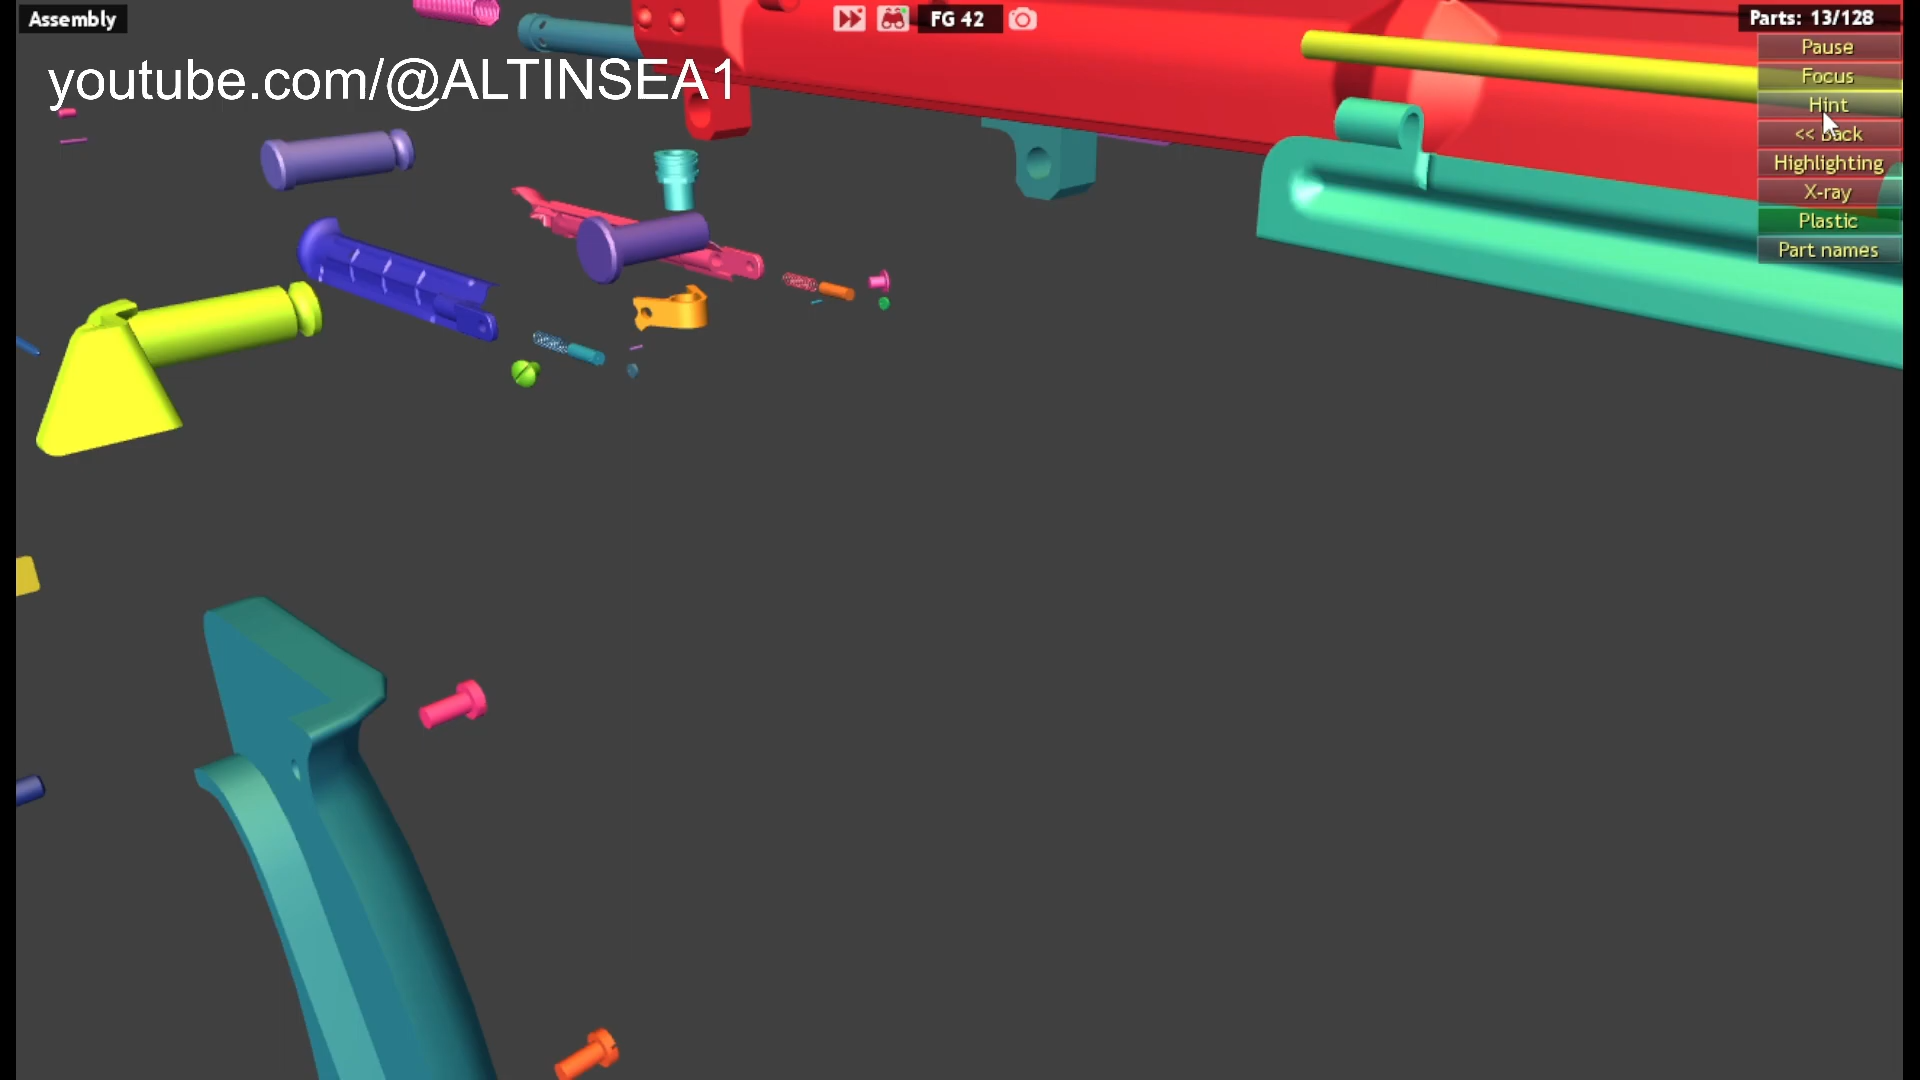 Assembly
FG 42
Parts: 13/128
youtube.com/@ALTINSEA1
Pause
Focus
Hint
<< Back
Highlighting
X-ray
Plastic
Part names